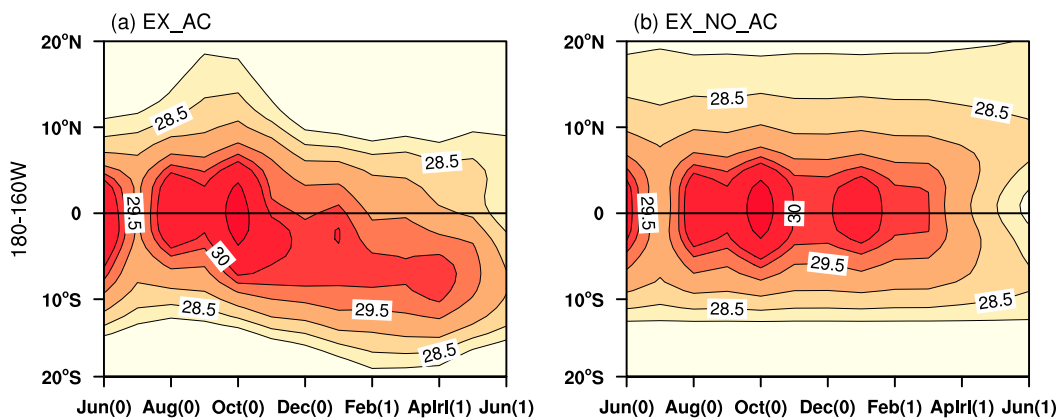 (a) EX_AC
(b) EX_NO_AC
180-160W
20°N
10°N
0
10°S
20°S
28.5
28.5
29.5
30
29.5
28.5
28.5
Jun(0) Aug(0) Oct(0) Dec(0) Feb(1) Aplrl(1) Jun(1)
20°N
10°N
0
10°S
20°S
28.5
28.5
29.5
30
29.5
28.5
28.5
Jun(0) Aug(0) Oct(0) Dec(0) Feb(1) Aplrl(1) Jun(1)